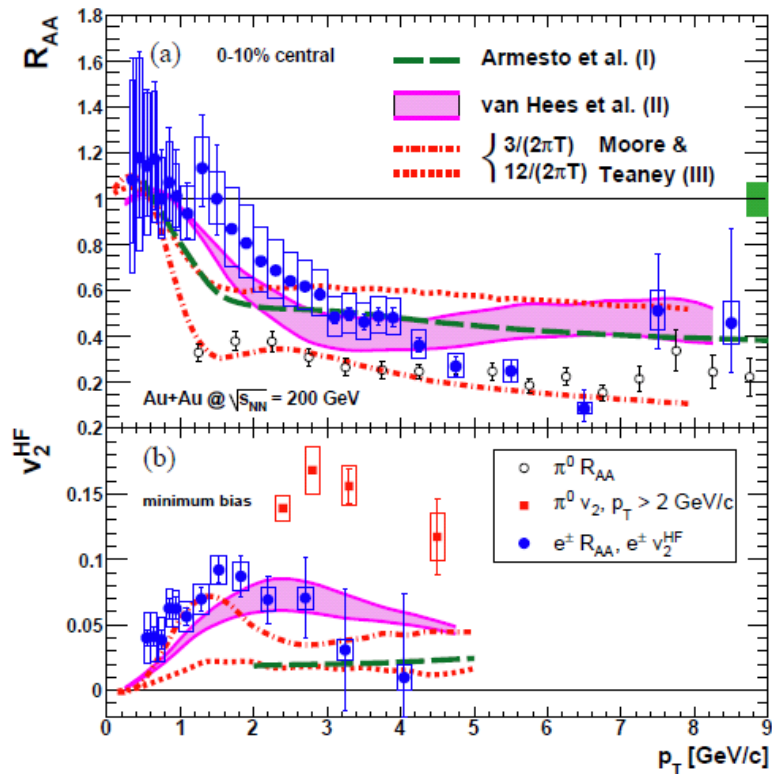 R_AA
1.8
1.6
1.4
1.2
1
0.8
0.6
0.4
0.2
(a)
0-10% central
Armesto et al. (I)
van Hees et al. (II)
3/(2πT)
12/(2πT)
{
Moore &
Teaney (III)
Au+Au @ √s_NN = 200 GeV
v_2^HF
0.2
0.15
0.1
0.05
0
(b)
minimum bias
π⁰ R_AA
π⁰ v_2, p_T > 2 GeV/c
e± R_AA, e± v_2^HF
0 1 2 3 4 5 6 7 8 9
p_T [GeV/c]